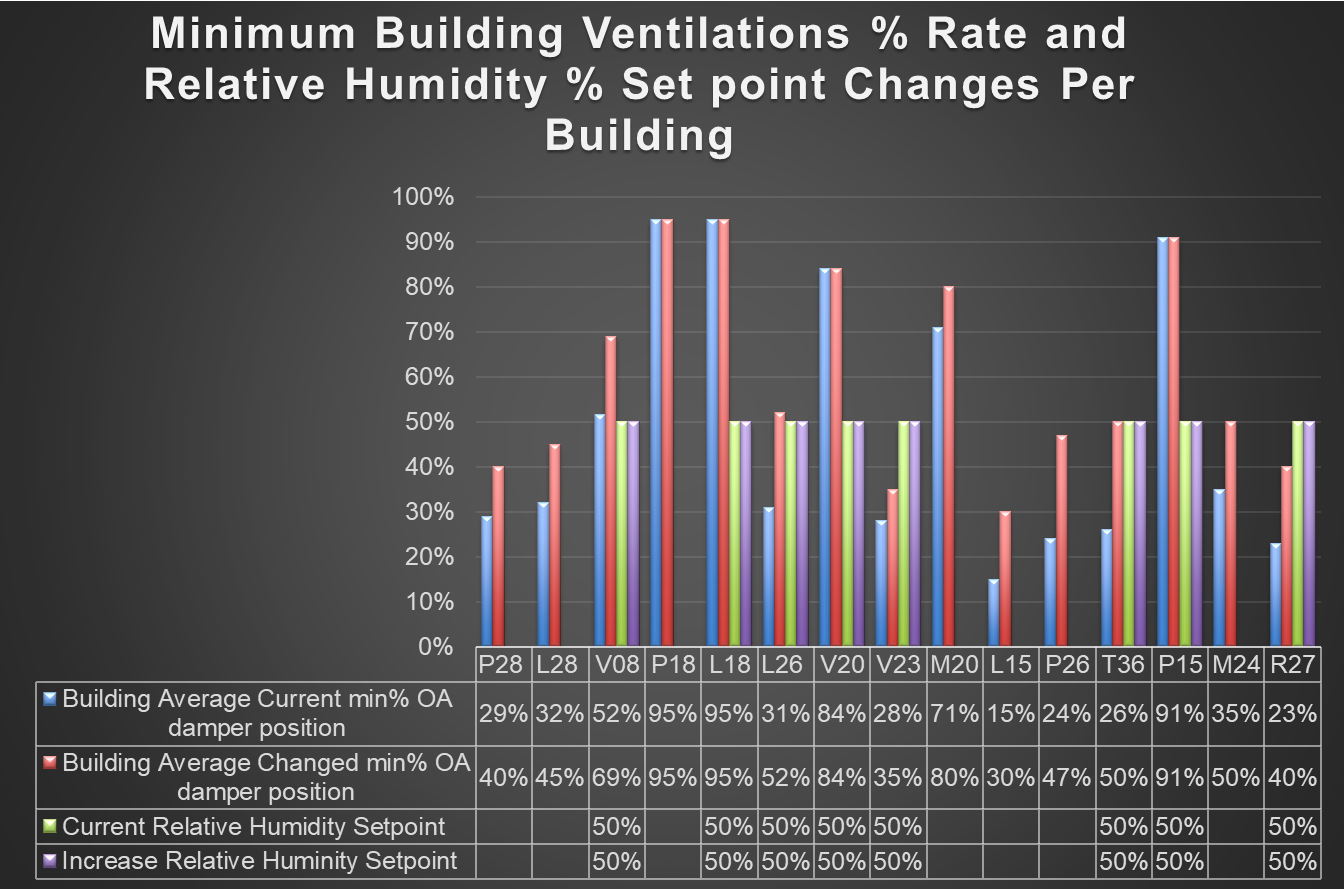 Minimum Building Ventilations % Rate and
Relative Humidity % Set point Changes Per
Building
100%
90%
80%
70%
60%
50%
40%
30%
20%
10%
0%
P28 L28 V08 P18 L18 L26 V20 V23 M20 L15 P26 T36 P15 M24 R27
Building Average Current min% OA
damper position
29% 32% 52% 95% 95% 31% 84% 28% 71% 15% 24% 26% 91% 35% 23%
Building Average Changed min% OA
damper position
40% 45% 69% 95% 95% 52% 84% 35% 80% 30% 47% 50% 91% 50% 40%
Current Relative Humidity Setpoint 50% 50% 50% 50% 50% 50% 50% 50%
Increase Relative Huminity Setpoint 50% 50% 50% 50% 50% 50% 50% 50%